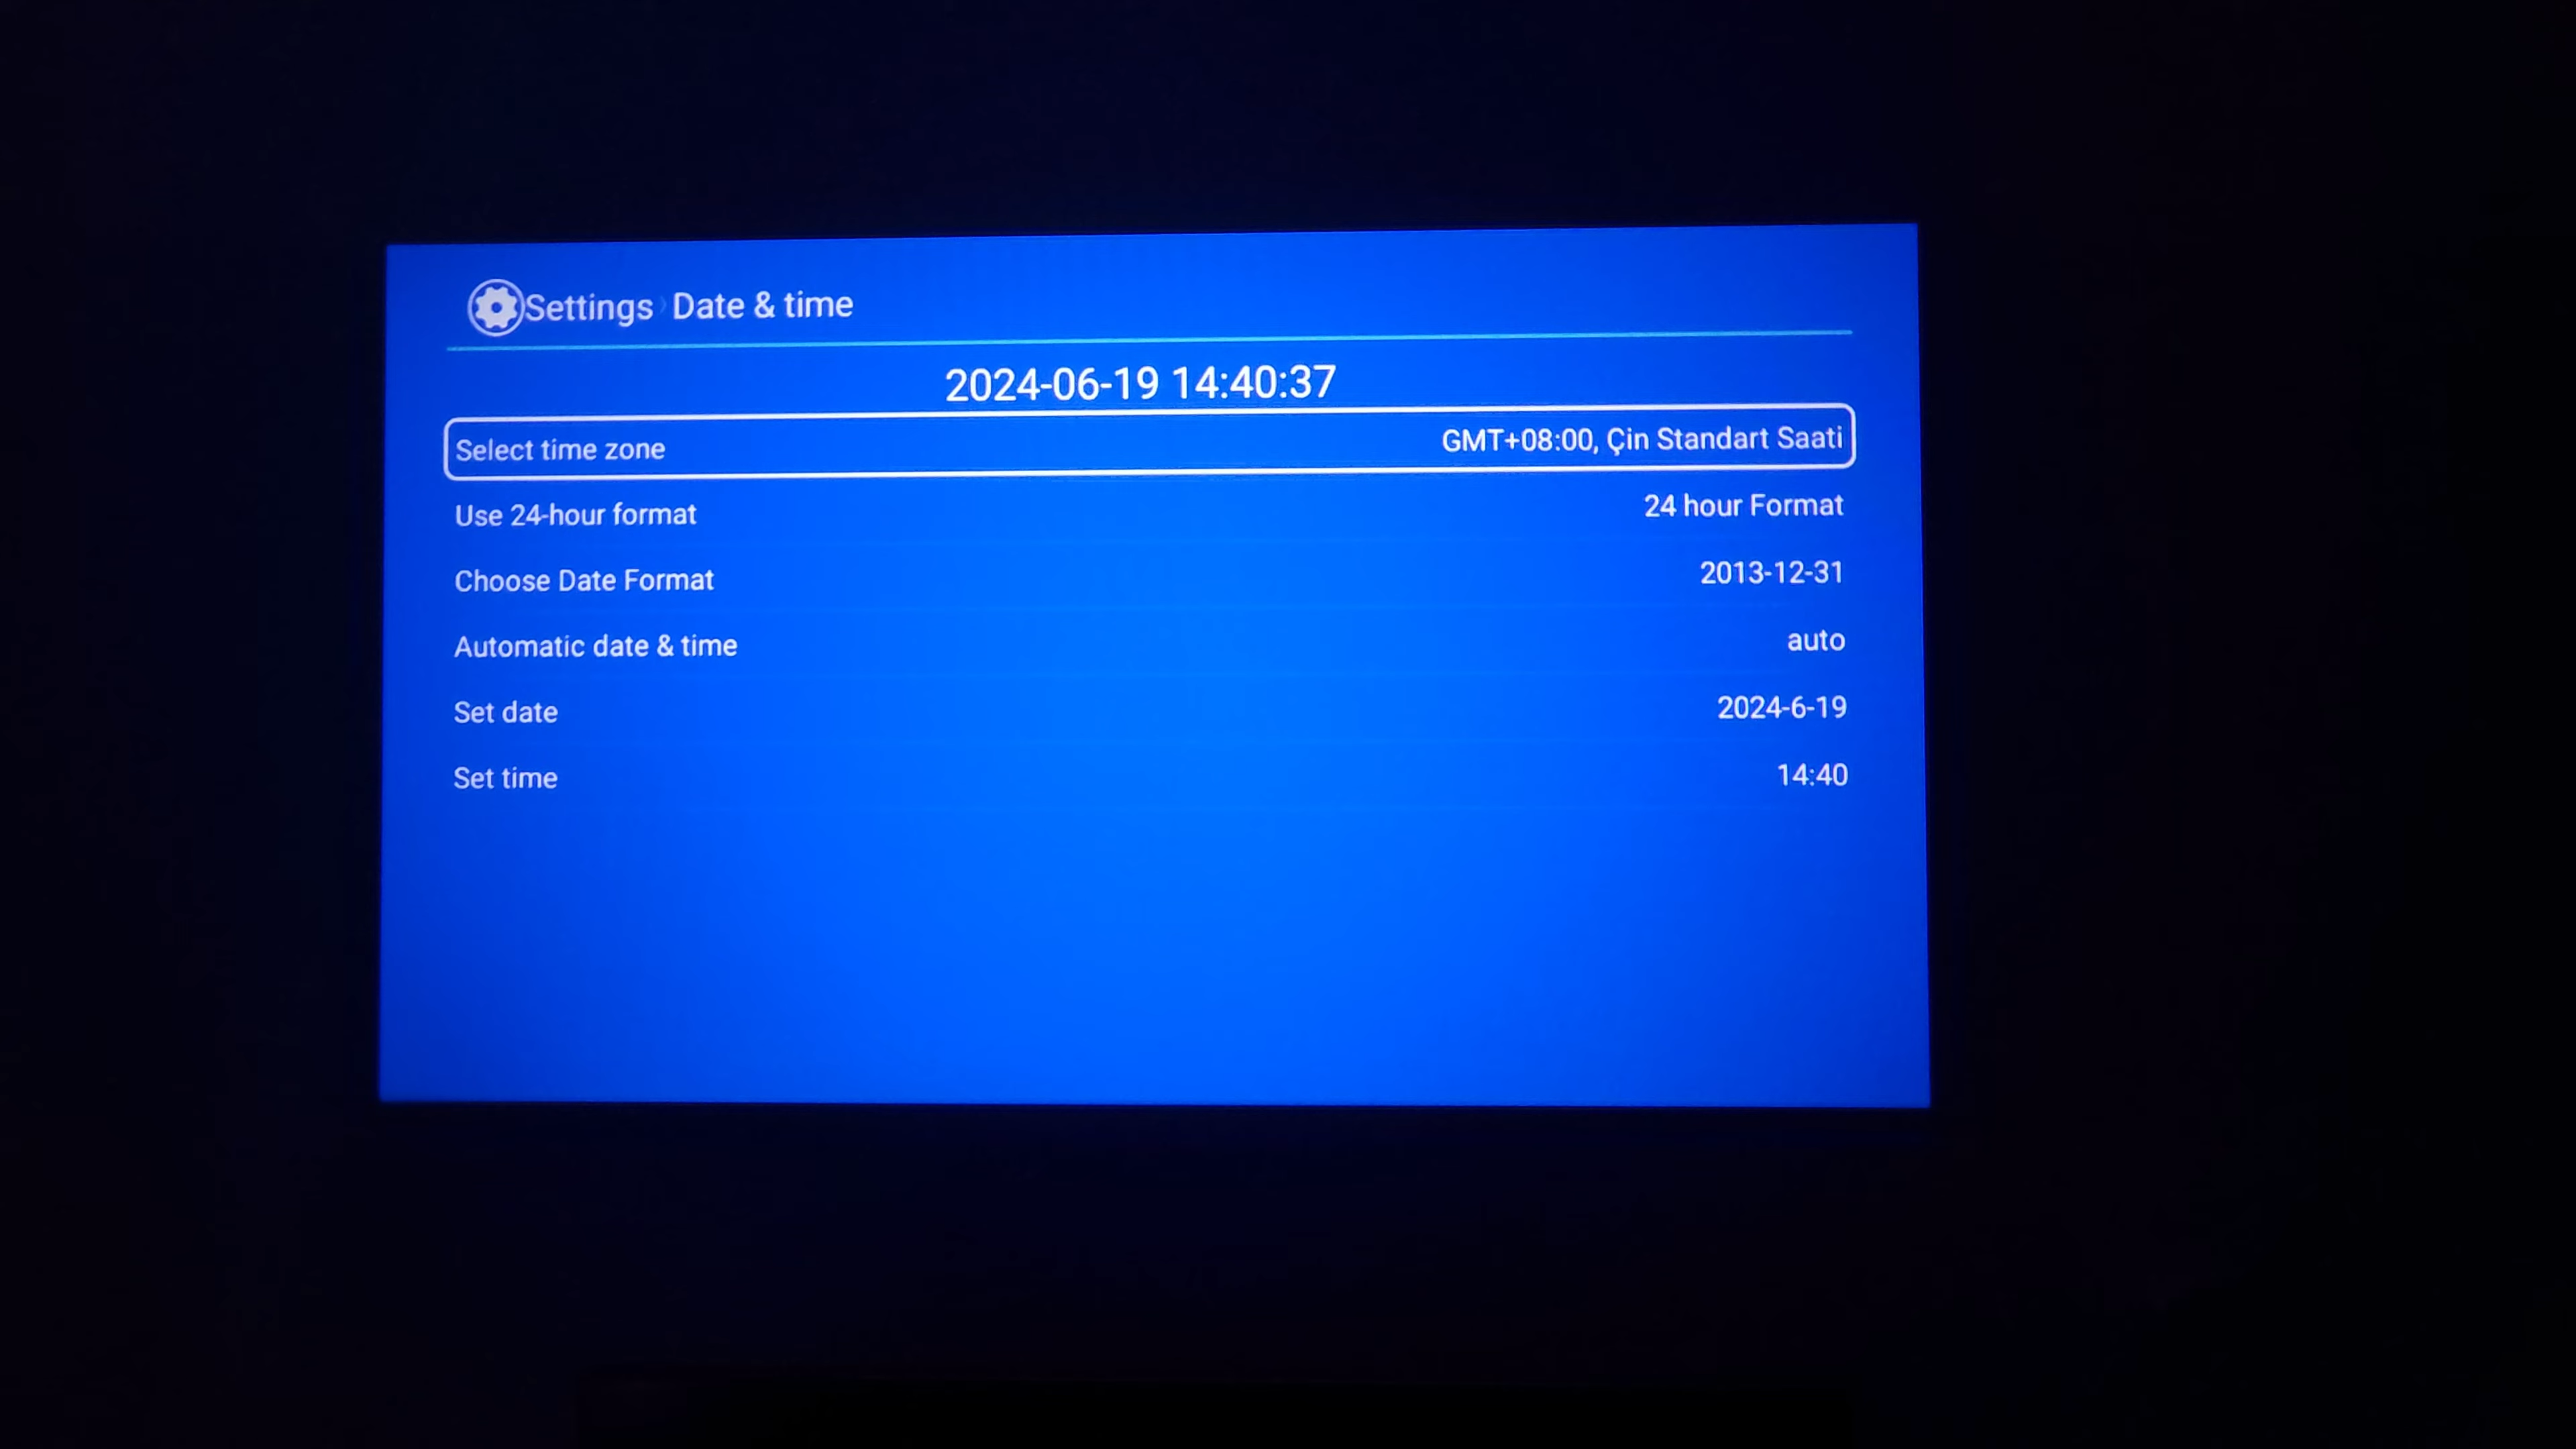 Settings › Date & time
2024-06-19 14:40:37
Select time zone GMT+08:00, Çin Standart Saati
Use 24-hour format 24 hour Format
Choose Date Format 2013-12-31
Automatic date & time auto
Set date 2024-6-19
Set time 14:40